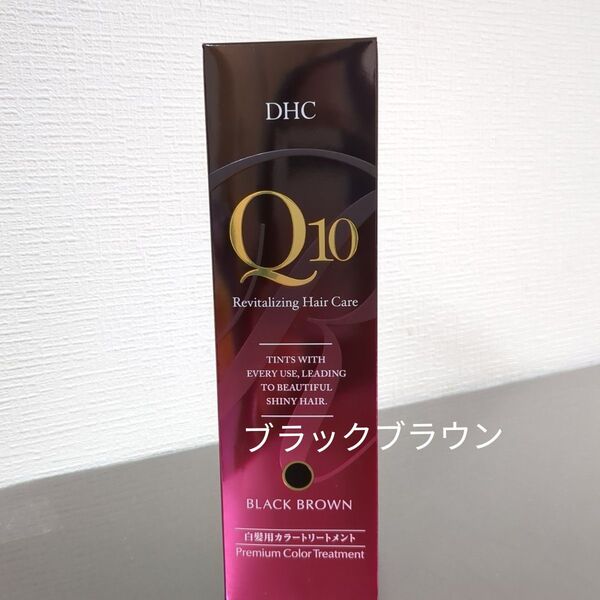 DHC
Q10
Revitalizing Hair Care
TINTS WITH
EVERY USE, LEADING
TO BEAUTIFUL
SHINY HAIR.
ブラックブラウン
BLACK BROWN
白髪用カラートリートメント
Premium Color Treatment